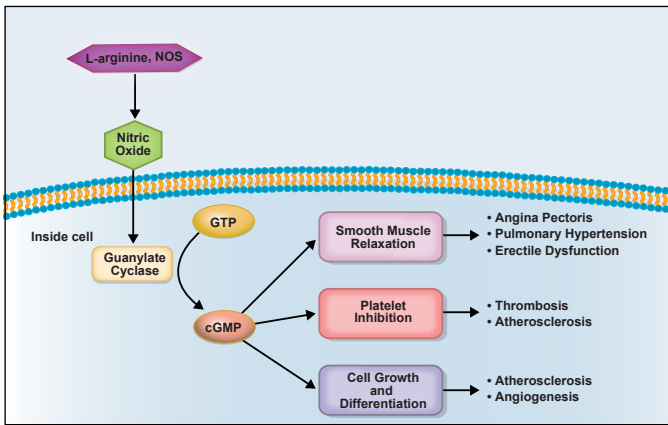 L-arginine, NOS
Nitric
Oxide
Inside cell
Guanylate
Cyclase
GTP
cGMP
Smooth Muscle
Relaxation
• Angina Pectoris
• Pulmonary Hypertension
• Erectile Dysfunction
Platelet
Inhibition
• Thrombosis
• Atherosclerosis
Cell Growth
and
Differentiation
• Atherosclerosis
• Angiogenesis